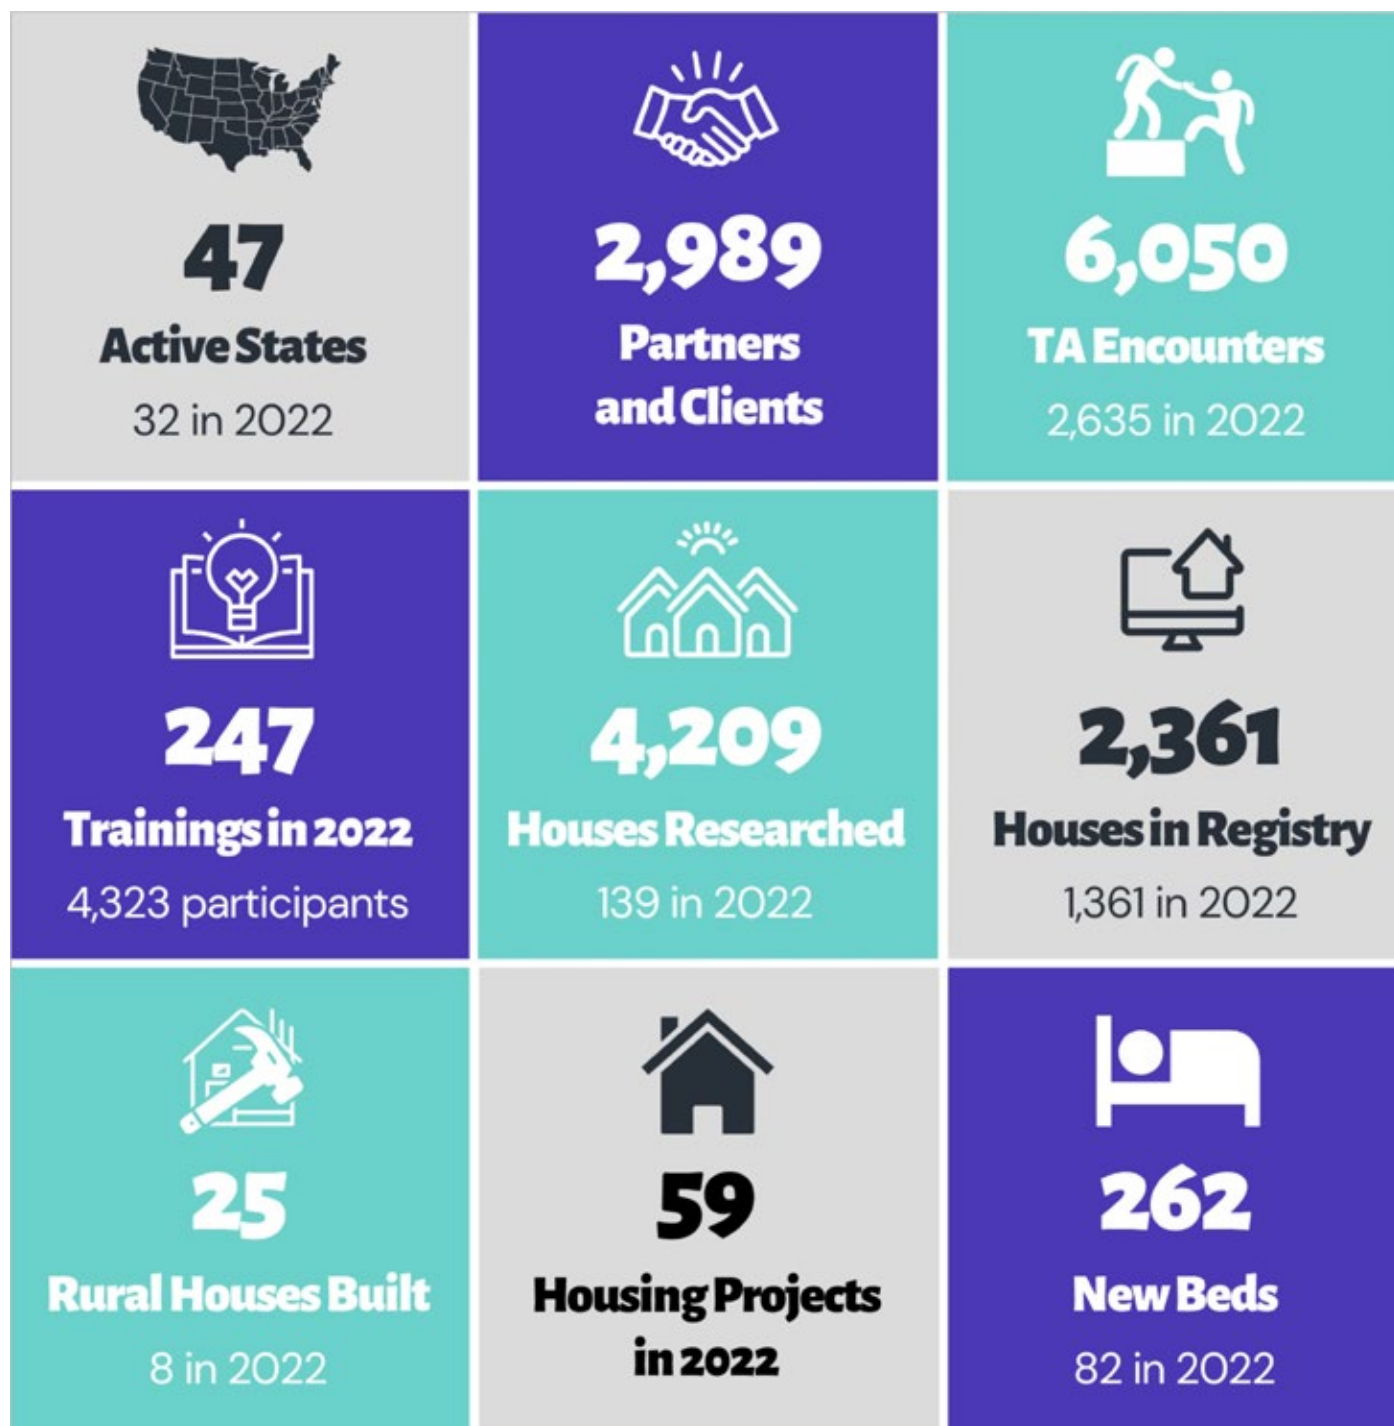 47
Active States
32 in 2022
2,989
Partners
and Clients
6,050
TA Encounters
2,635 in 2022
247
Trainings in 2022
4,323 participants
4,209
Houses Researched
139 in 2022
2,361
Houses in Registry
1,361 in 2022
25
Rural Houses Built
8 in 2022
59
Housing Projects
in 2022
262
New Beds
82 in 2022